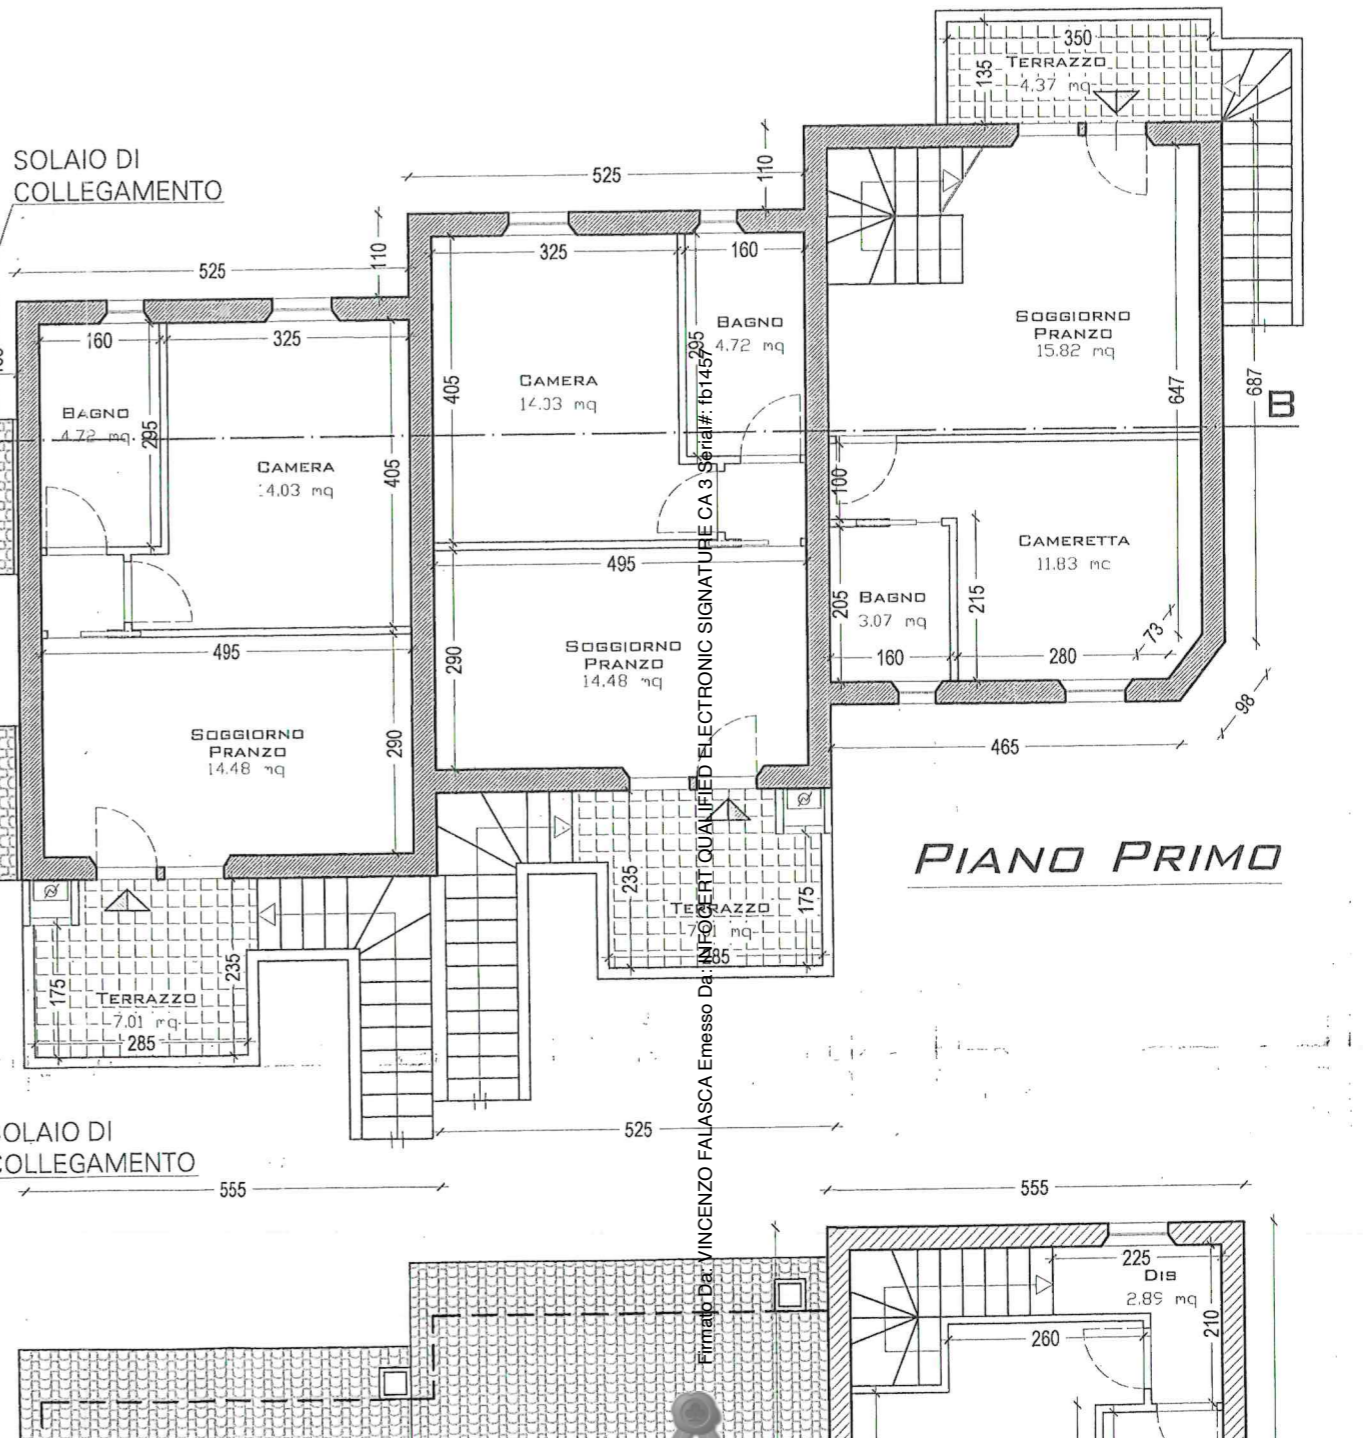 350
TERRAZZO
4.37 mq
135
SOLAIO DI
COLLEGAMENTO
525
110
525
110
325
160
BAGNO
4.72 mq
295
CAMERA
14.03 mq
405
SOGGIORNO
PRANZO
15.82 mq
647
687
B
160
325
BAGNO
4.72 mq
295
CAMERA
14.03 mq
405
100
CAMERETTA
11.83 mc
BAGNO
3.07 mq
205
215
73
160
280
98
465
495
SOGGIORNO
PRANZO
14.48 mq
290
495
SOGGIORNO
PRANZO
14.48 mq
290
PIANO PRIMO
235
175
TERRAZZO
mq
285
235
175
TERRAZZO
7.01 mq
285
525
SOLAIO DI
COLLEGAMENTO
555
555
225
DIS
2.89 mq
210
260
Firmato Da: VINCENZO FALASCA Emesso Da: INFOCERT QUALIFIED ELECTRONIC SIGNATURE CA 3 Serial#: fb1457